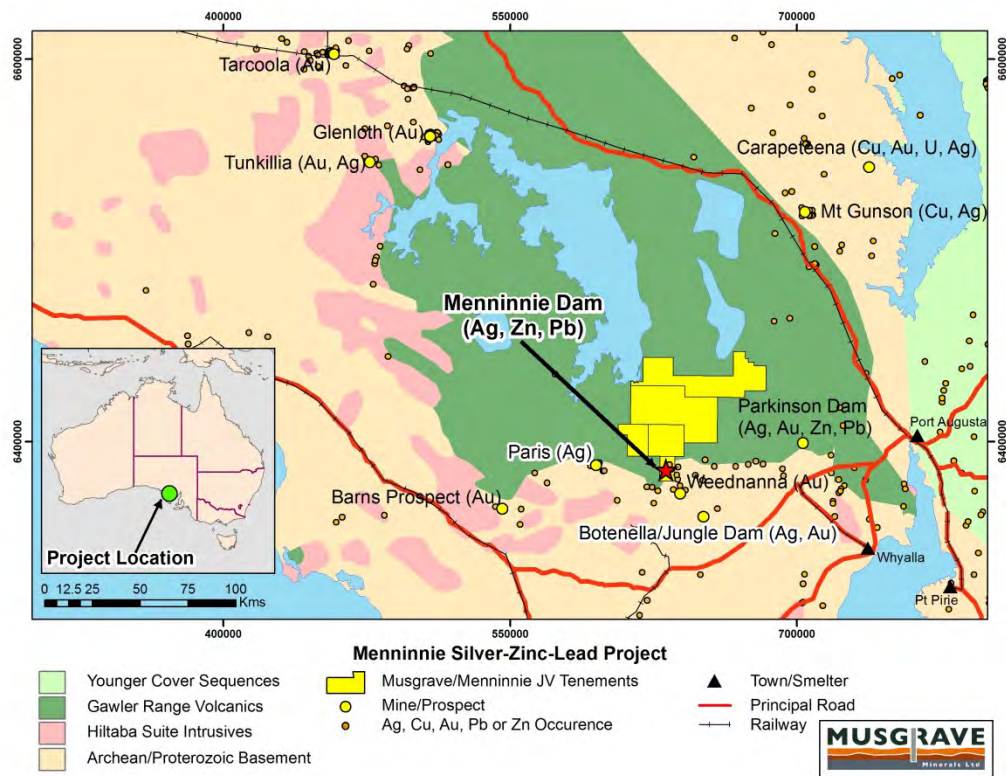 400000
550000
700000
6600000
6600000
Tarcoola (Au)
Glenloth (Au)
Tunkillia (Au, Ag)
Carapeteena (Cu, Au, U, Ag)
Mt Gunson (Cu, Ag)
Menninnie Dam
(Ag, Zn, Pb)
Parkinson Dam
(Ag, Au, Zn, Pb)
Port Augusta
6400000
6400000
Paris (Ag)
Weednanna (Au)
Barns Prospect (Au)
Botenella/Jungle Dam (Ag, Au)
Whyalla
Pt Pirie
Project Location
0 12.5 25 50 75 100
Kms
400000
550000
700000
Menninnie Silver-Zinc-Lead Project
Younger Cover Sequences
Gawler Range Volcanics
Hiltaba Suite Intrusives
Archean/Proterozoic Basement
Musgrave/Menninnie JV Tenements
Mine/Prospect
Ag, Cu, Au, Pb or Zn Occurence
Town/Smelter
Principal Road
Railway
MUSGRAVE
Minerals Ltd